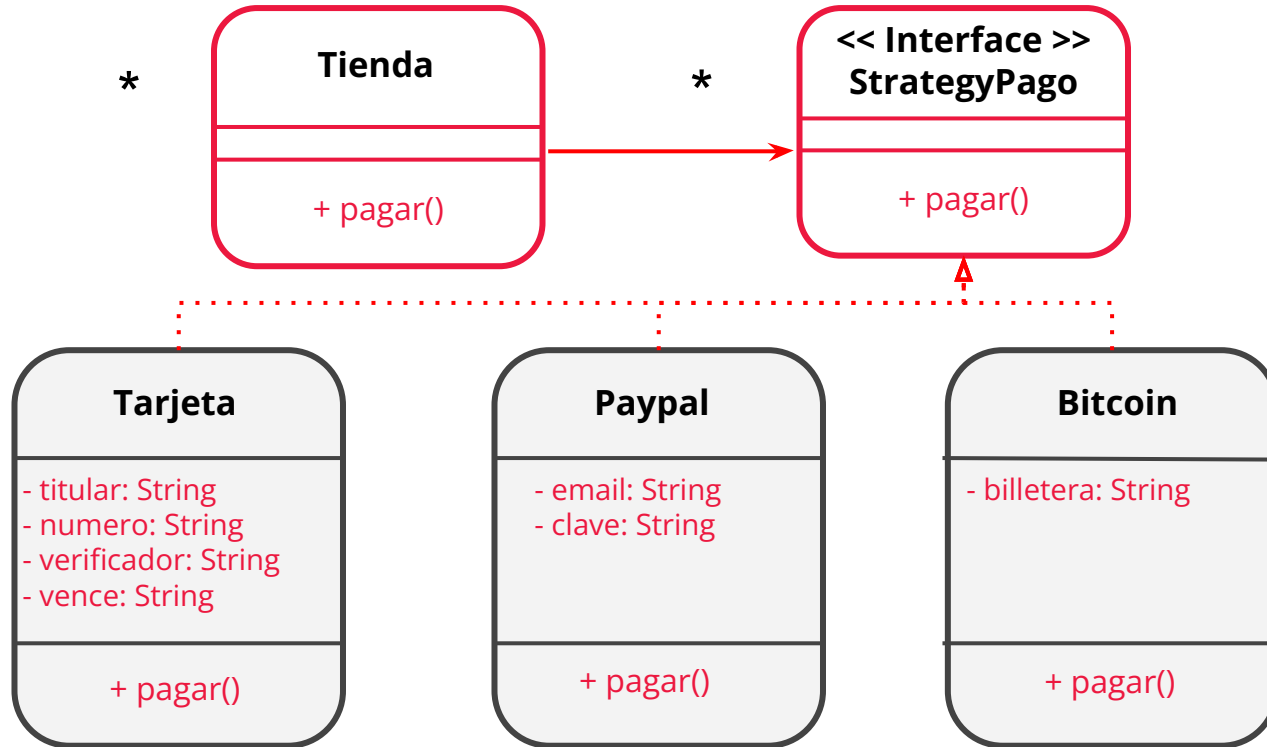 << Interface >>
Tienda
StrategyPago
*
*
+ pagar()
+ pagar()
Tarjeta
Paypal
Bitcoin
- titular: String
- numero: String
- verificador: String
- vence: String
- email: String
- clave: String
- billetera: String
+ pagar()
+ pagar()
+ pagar()